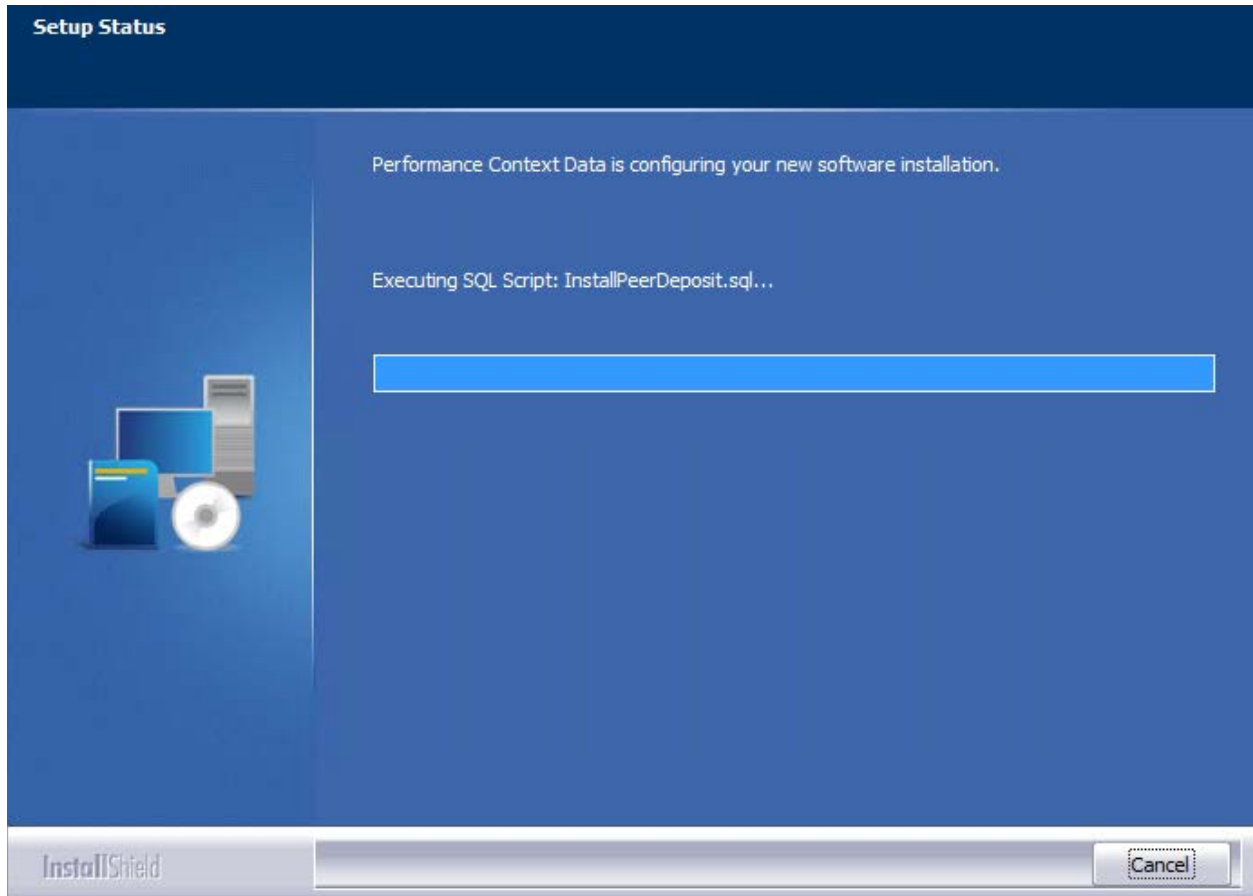 Setup Status
Performance Context Data is configuring your new software installation.
Executing SQL Script: InstallPeerDeposit.sql...
InstallShield
Cancel